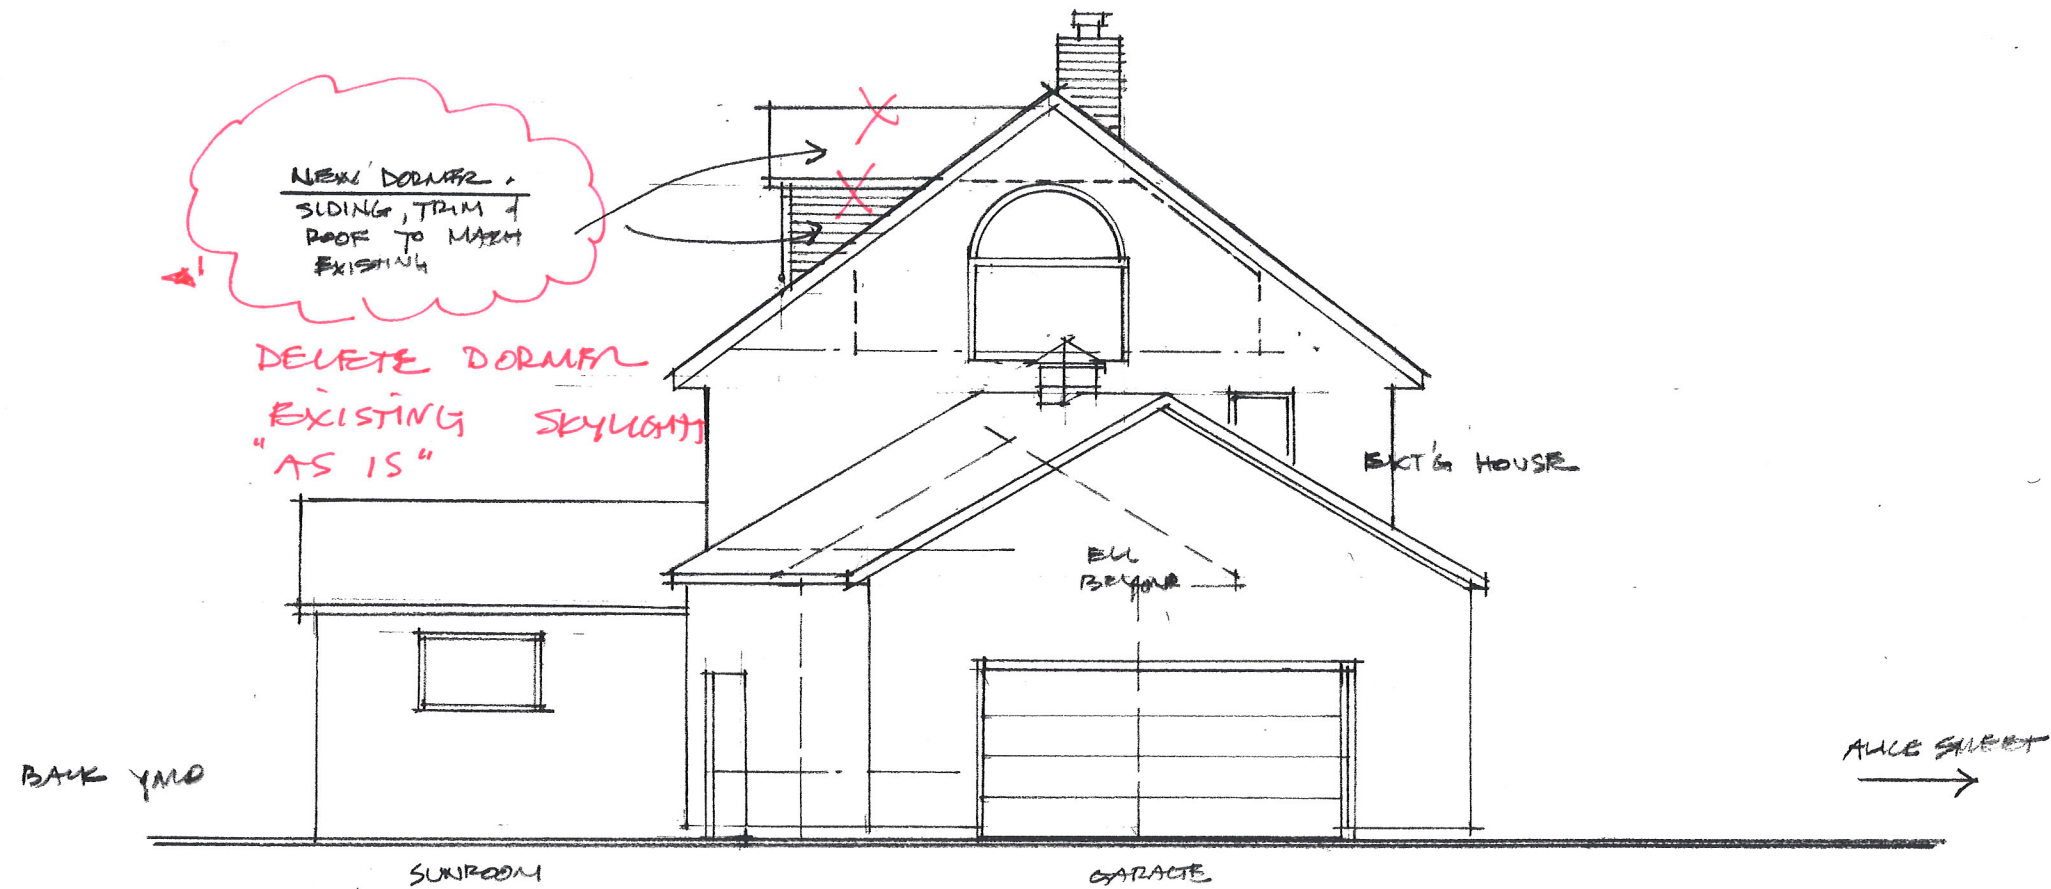 NEW DORMER.
SIDING, TRIM &
ROOF TO MATCH
EXISTING
1
DELETE DORMER
EXISTING SKYLIGHT
"AS IS"
EXT'G HOUSE
ELL
BEYOND
BACK YARD
ALICE STREET
SUNROOM
GARAGE